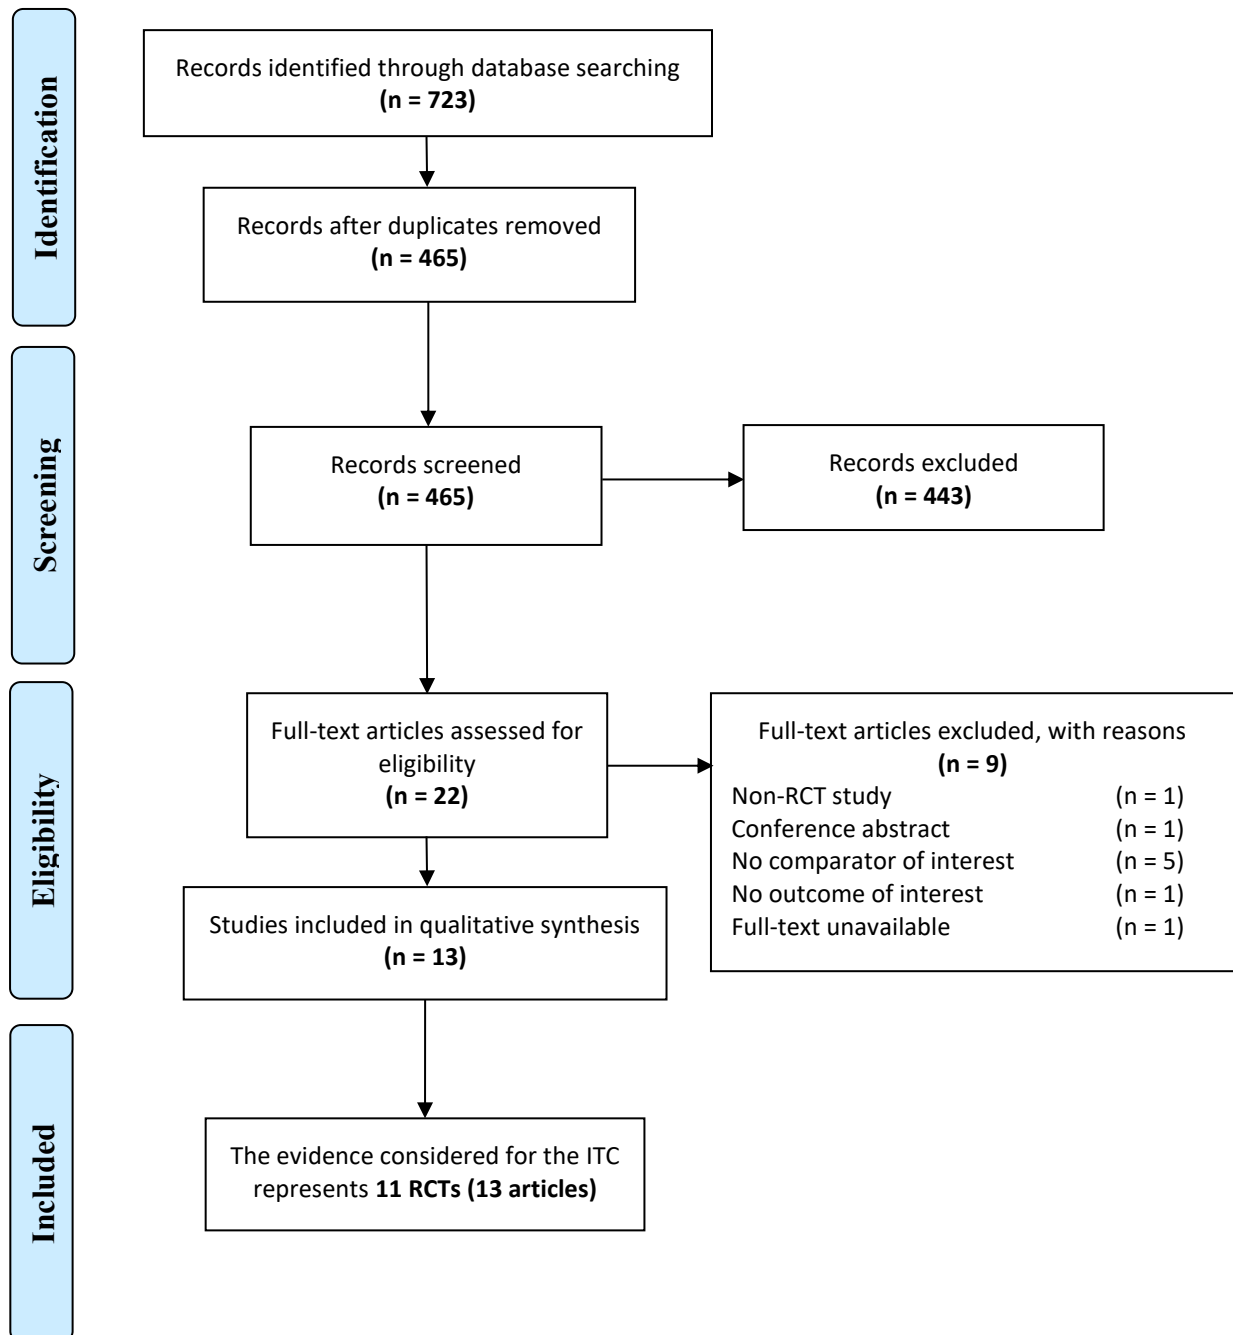 Identification
Records identified through database searching
(n = 723)
Records after duplicates removed
(n = 465)
Screening
Records screened
(n = 465)
Records excluded
(n = 443)
Eligibility
Full-text articles assessed for
eligibility
(n = 22)
Full-text articles excluded, with reasons
(n = 9)
Non-RCT study (n = 1)
Conference abstract (n = 1)
No comparator of interest (n = 5)
No outcome of interest (n = 1)
Full-text unavailable (n = 1)
Studies included in qualitative synthesis
(n = 13)
Included
The evidence considered for the ITC
represents 11 RCTs (13 articles)